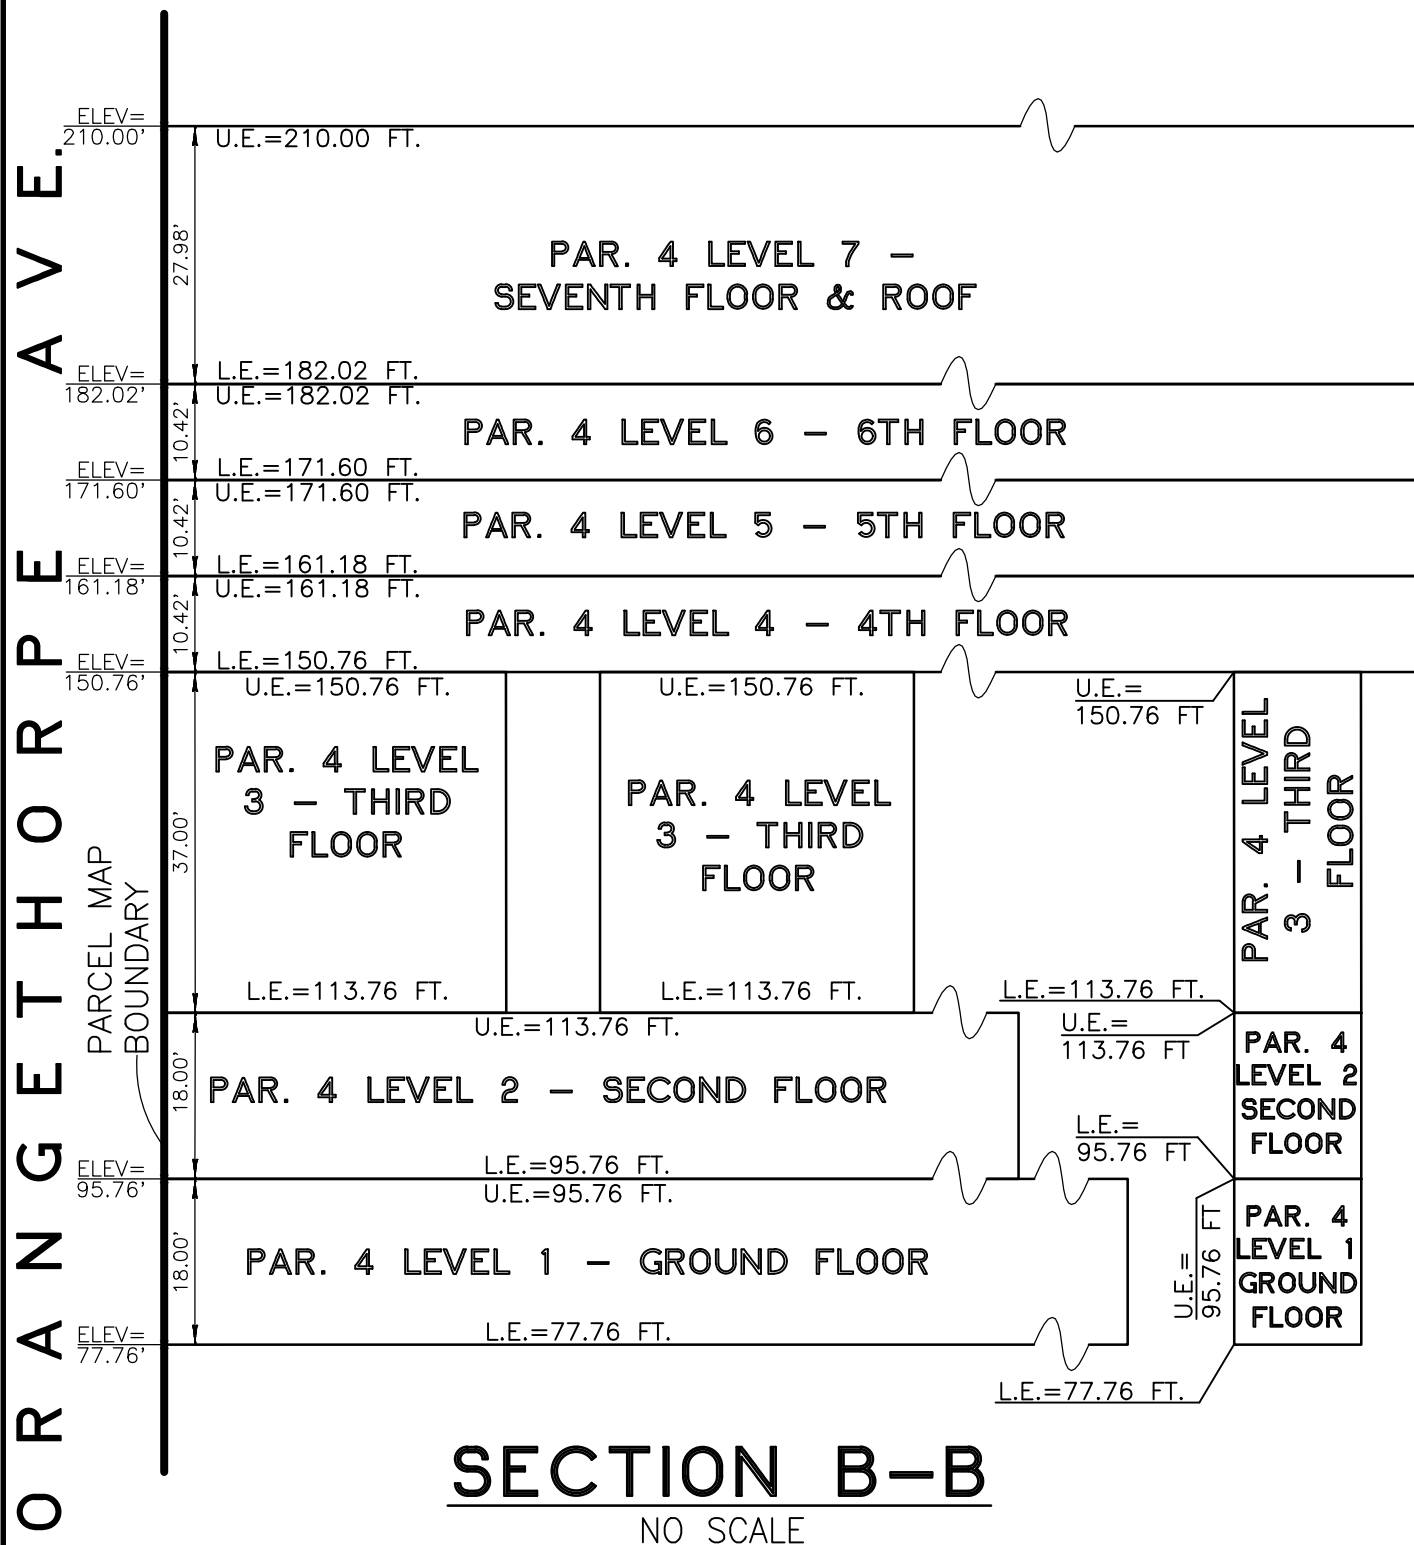 ORANGETHORPE AVE.
ELEV=
210.00'
U.E.=210.00 FT.
27.98'
PAR. 4 LEVEL 7 –
SEVENTH FLOOR & ROOF
ELEV=
182.02'
L.E.=182.02 FT.
U.E.=182.02 FT.
10.42'
PAR. 4 LEVEL 6 – 6TH FLOOR
ELEV=
171.60'
L.E.=171.60 FT.
U.E.=171.60 FT.
10.42'
PAR. 4 LEVEL 5 – 5TH FLOOR
ELEV=
161.18'
L.E.=161.18 FT.
U.E.=161.18 FT.
10.42'
PAR. 4 LEVEL 4 – 4TH FLOOR
ELEV=
150.76'
L.E.=150.76 FT.
U.E.=150.76 FT.
PAR. 4 LEVEL
3 – THIRD
FLOOR
L.E.=113.76 FT.
37.00'
U.E.=150.76 FT.
PAR. 4 LEVEL
3 – THIRD
FLOOR
L.E.=113.76 FT.
U.E.=
150.76 FT
PAR. 4 LEVEL
3 – THIRD
FLOOR
L.E.=113.76 FT.
U.E.=
113.76 FT
PARCEL MAP
BOUNDARY
U.E.=113.76 FT.
18.00'
PAR. 4 LEVEL 2 – SECOND FLOOR
L.E.=95.76 FT.
PAR. 4
LEVEL 2
SECOND
FLOOR
L.E.=
95.76 FT
ELEV=
95.76'
U.E.=95.76 FT.
18.00'
PAR. 4 LEVEL 1 – GROUND FLOOR
L.E.=77.76 FT.
U.E.=
95.76 FT
PAR. 4
LEVEL 1
GROUND
FLOOR
ELEV=
77.76'
L.E.=77.76 FT.
SECTION B–B
NO SCALE